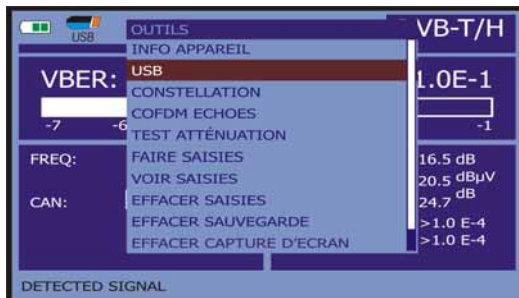 USB
OUTILS
VB-T/H
INFO APPAREIL
USB
CONSTELLATION
COFDM ECHOES
TEST ATTÉNUATION
FAIRE SAISIES
VOIR SAISIES
EFFACER SAISIES
EFFACER SAUVEGARDE
EFFACER CAPTURE D'ECRAN
VBER:
1.0E-1
-7 -6 -1
FREQ:
16.5 dB
20.5 dBµV
CAN:
24.7 dB
>1.0 E-4
>1.0 E-4
DETECTED SIGNAL